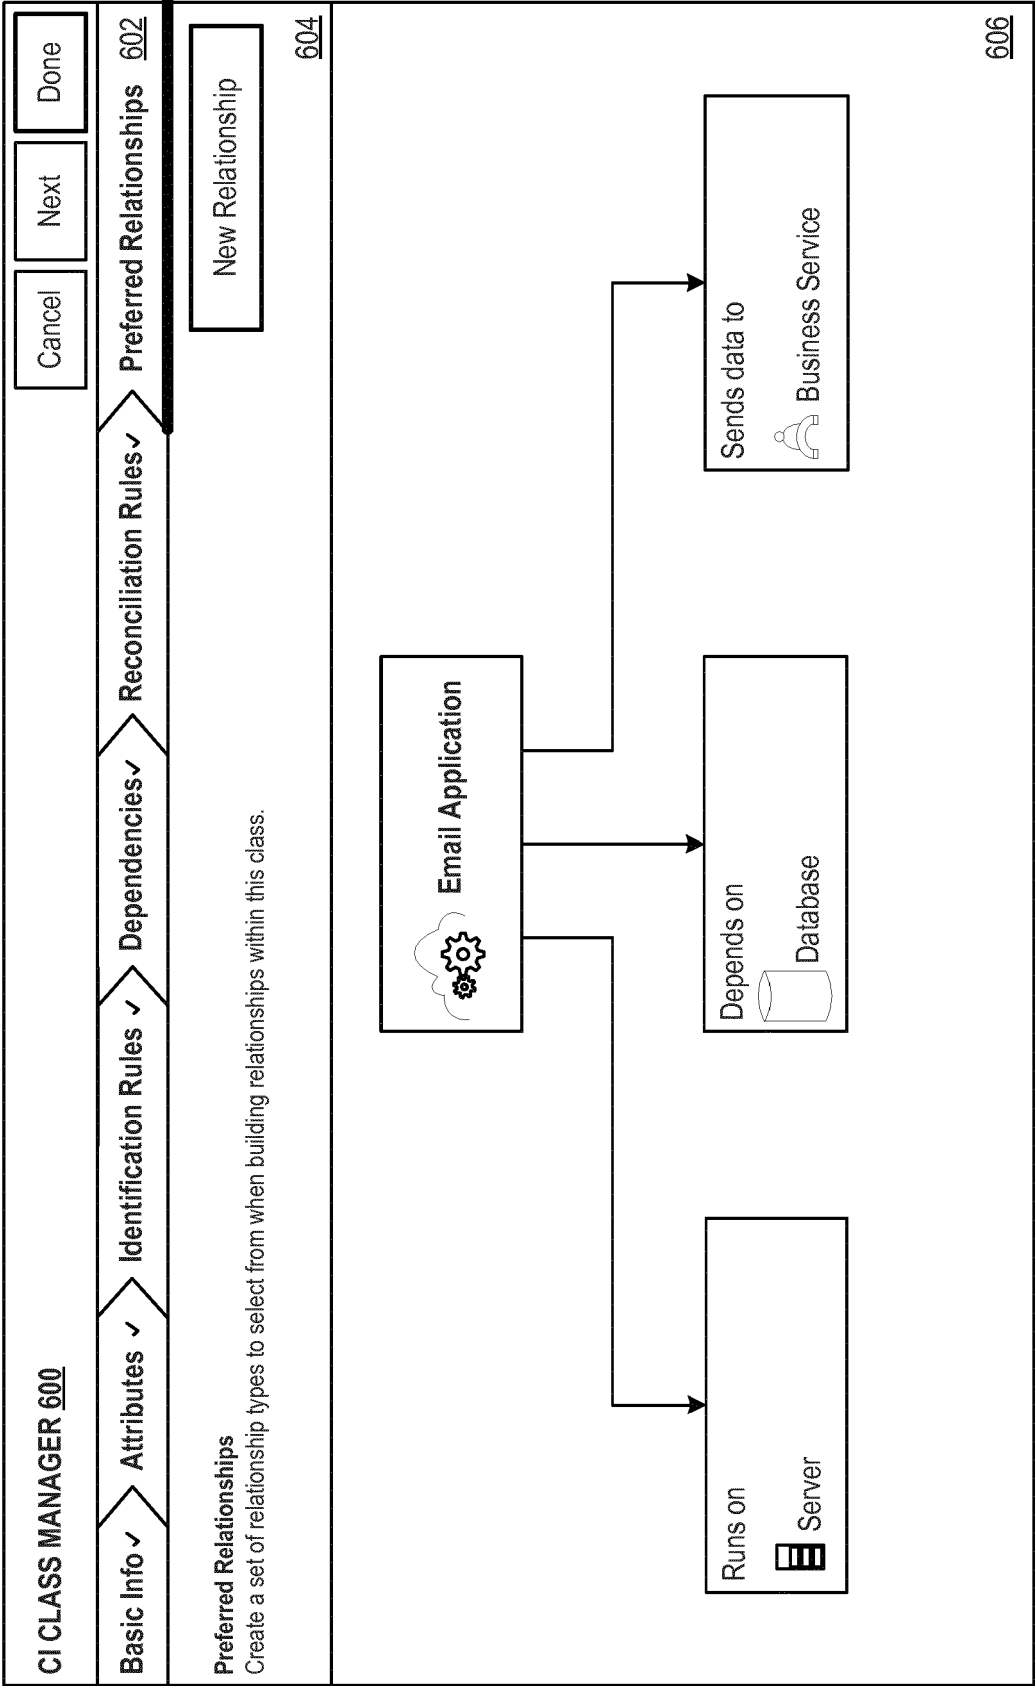 CI CLASS MANAGER 600
Cancel
Next
Done
Basic Info✓
Attributes ✓
Identification Rules ✓
Dependencies✓
Reconciliation Rules✓
Preferred Relationships
602
Preferred Relationships
Create a set of relationship types to select from when building relationships within this class.
New Relationship
604
Email Application
Runs on
Server
Depends on
Database
Sends data to
Business Service
606